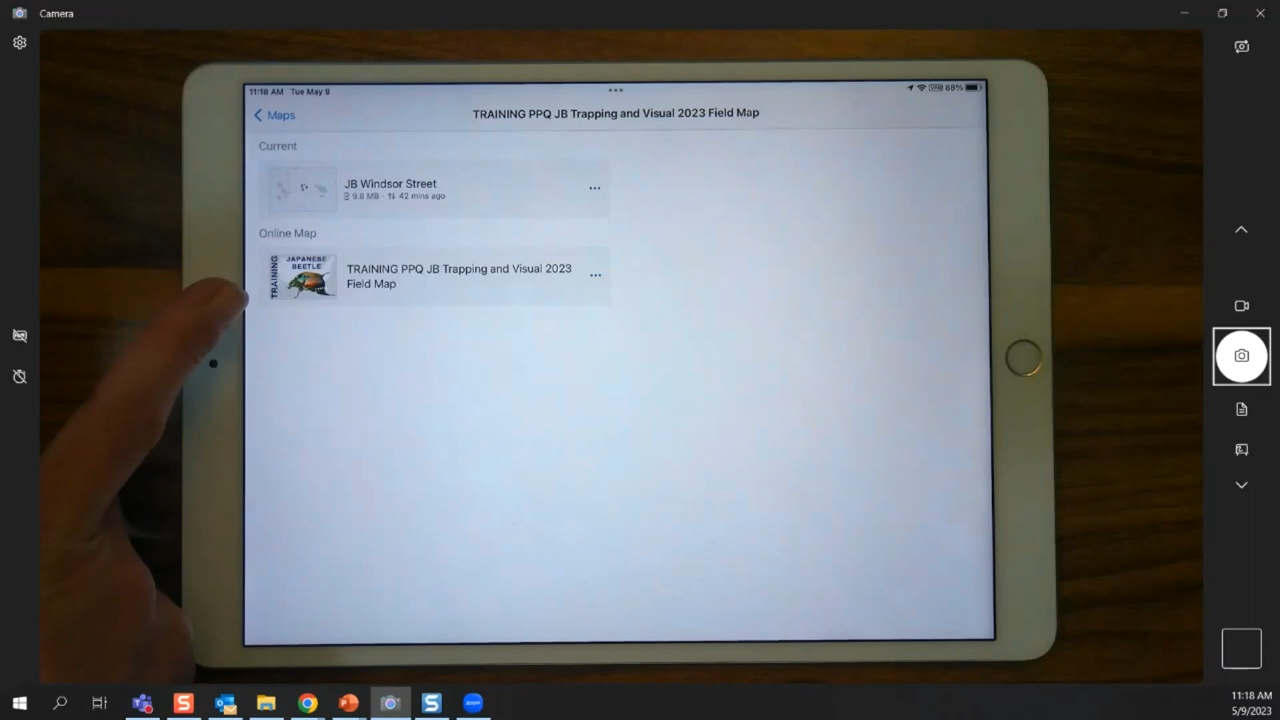 Camera
11:18 AM Tue May 9
88%
Maps
TRAINING PPQ JB Trapping and Visual 2023 Field Map
Current
JB Windsor Street
9.8 MB · 42 mins ago
Online Map
TRAINING
JAPANESE
BEETLE
TRAINING PPQ JB Trapping and Visual 2023
Field Map
zoom
11:18 AM
5/9/2023